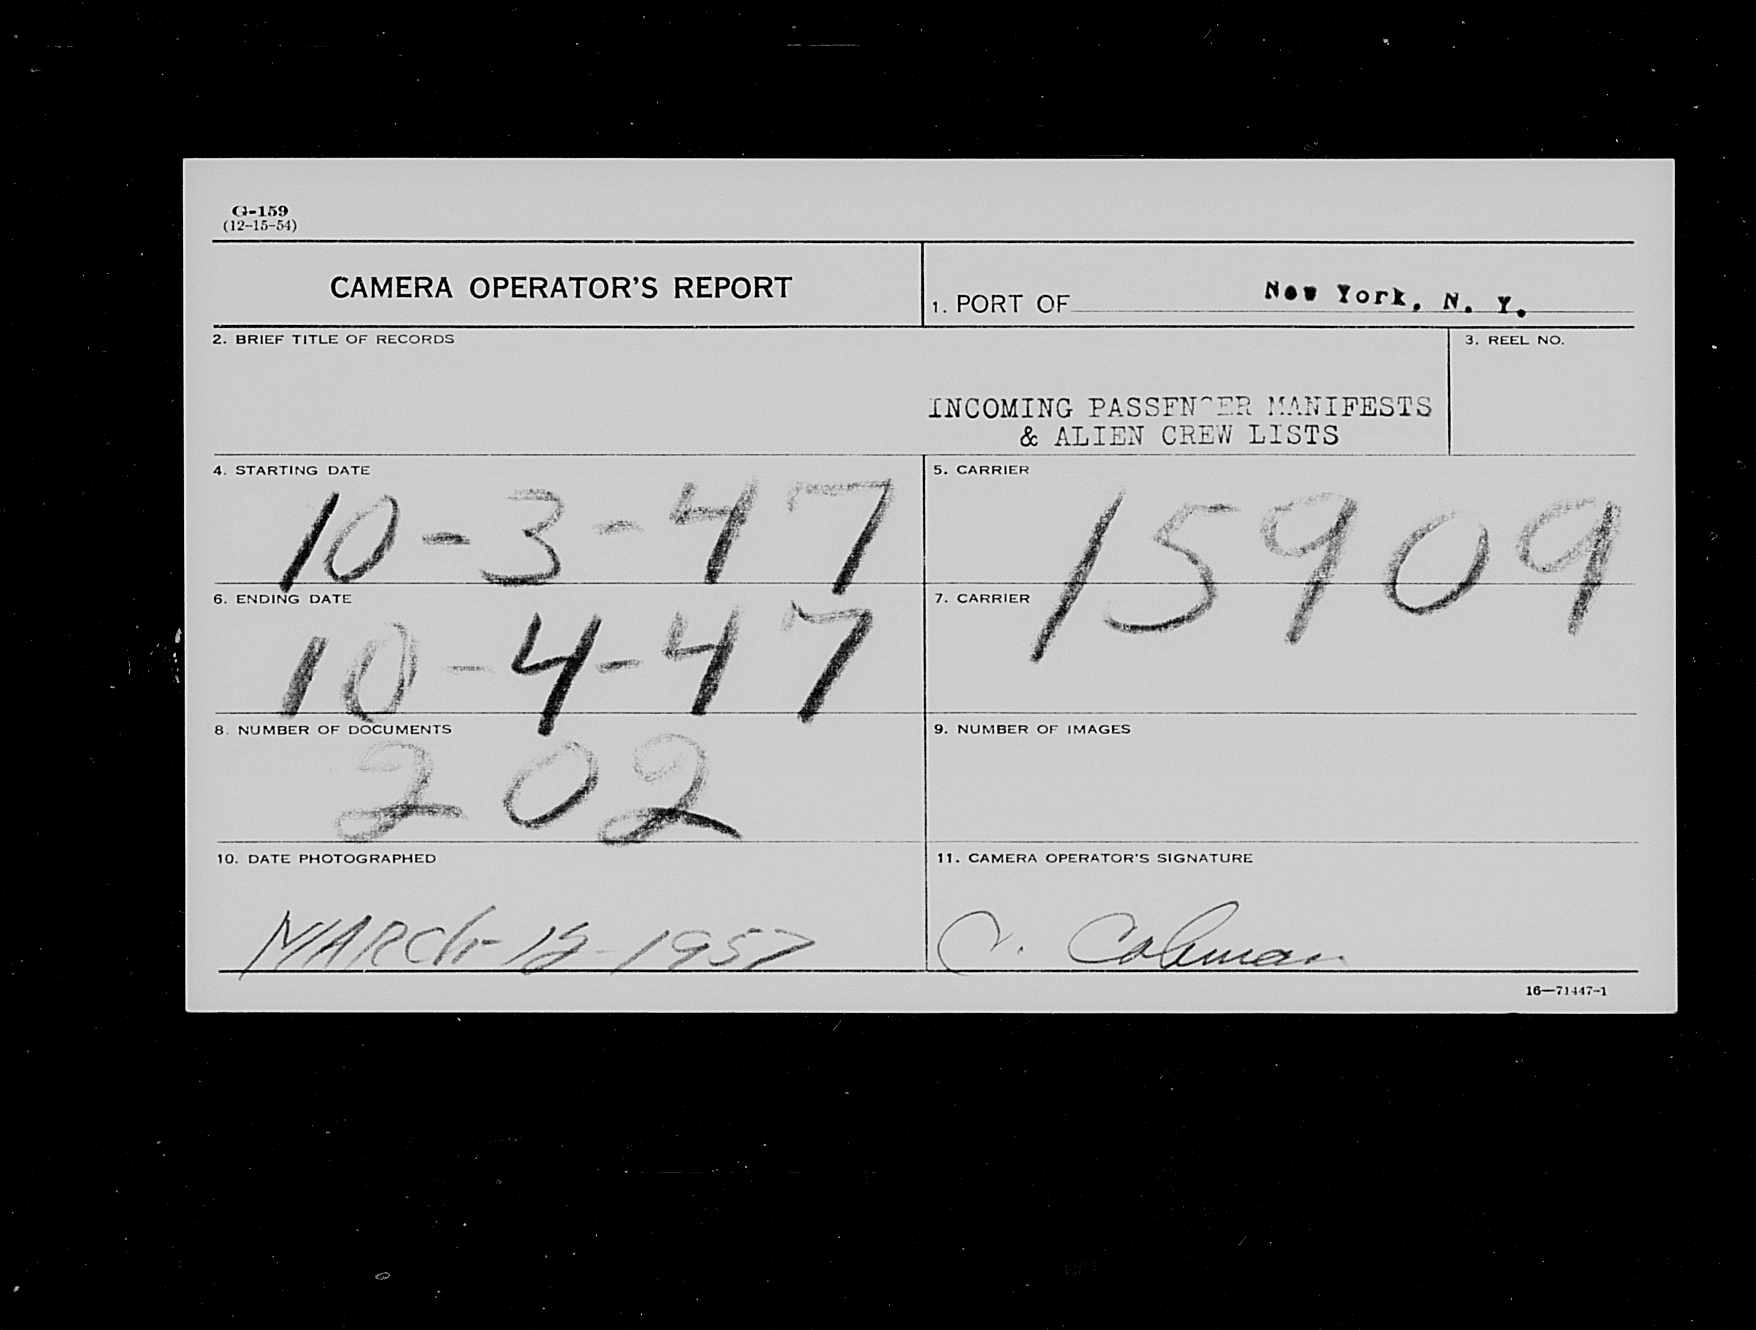 G-159
(12-15-54)
CAMERA OPERATOR'S REPORT
1. PORT OF New York, N. Y.
2. BRIEF TITLE OF RECORDS
3. REEL NO.
INCOMING PASSENGER MANIFESTS
& ALIEN CREW LISTS
4. STARTING DATE
10-3-47
5. CARRIER
15909
6. ENDING DATE
10-4-47
7. CARRIER
8. NUMBER OF DOCUMENTS
202
9. NUMBER OF IMAGES
10. DATE PHOTOGRAPHED
MARCH- -1957
11. CAMERA OPERATOR'S SIGNATURE
C. Coleman
16—71447-1